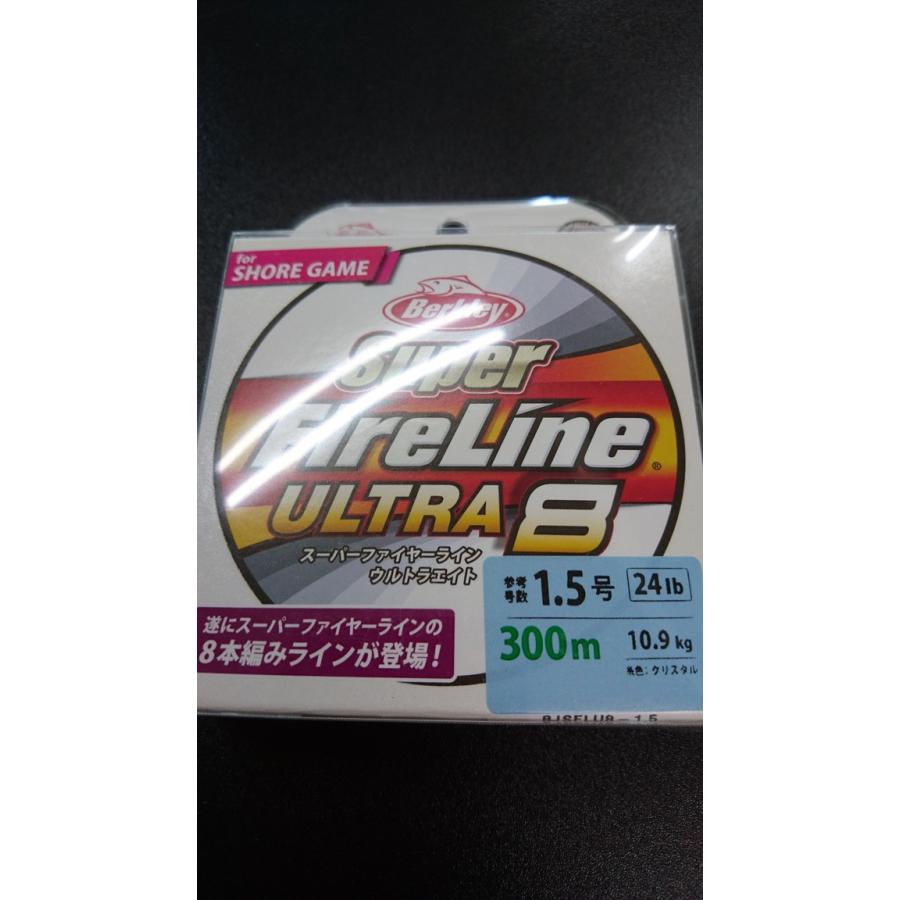 for
SHORE GAME
Berkley
Super
FireLine®
ULTRA 8
スーパーファイヤーライン
ウルトラエイト
遂にスーパーファイヤーラインの
8本編みラインが登場!
参考号数 1.5号 24lb
300m 10.9kg
糸色:クリスタル